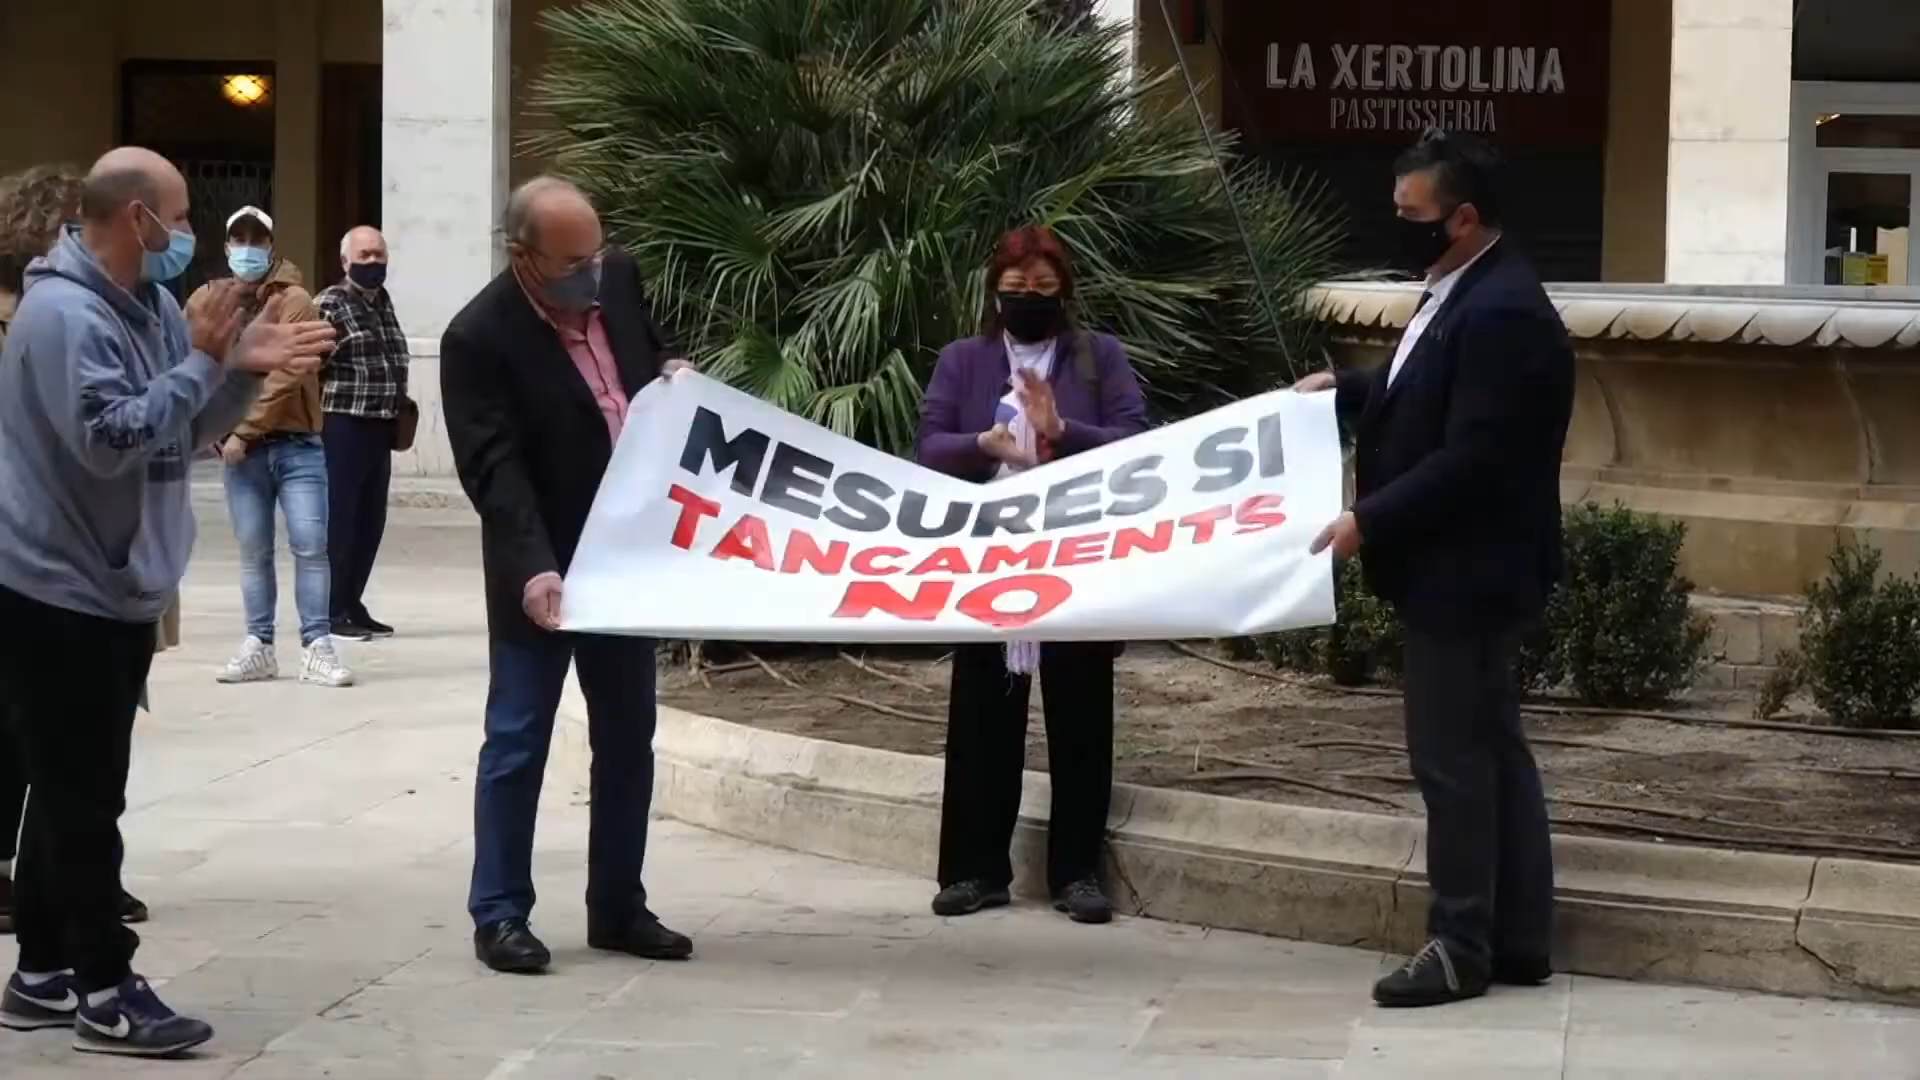 LA XERTOLINA
PASTISSERIA
MESURES SI
TANCAMENTS
NO